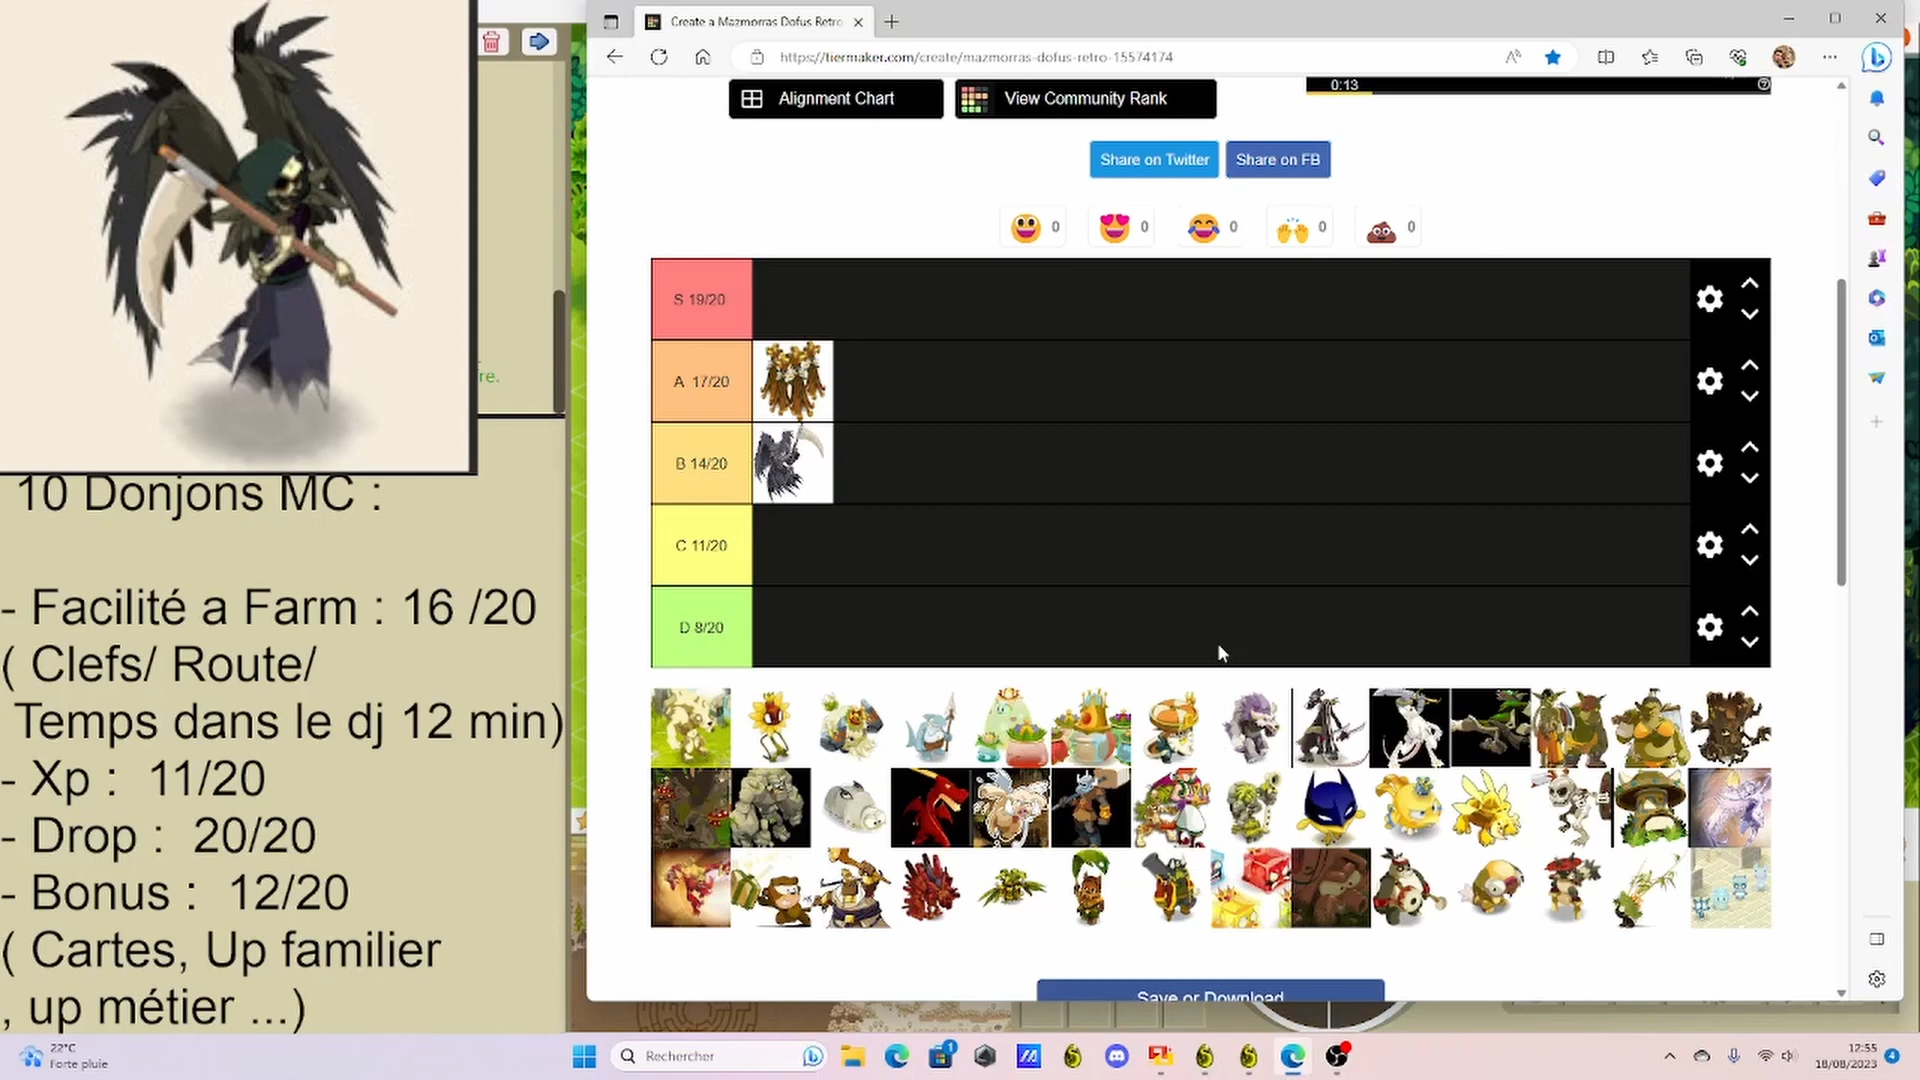 Create a Mazmorras Dofus Retro
https://tiermaker.com/create/mazmorras-dofus-retro-15574174
Alignment Chart
View Community Rank
0:13
Share on Twitter
Share on FB
0
0
0
0
0
S 19/20
A 17/20
B 14/20
C 11/20
D 8/20
Save or Download
re.
10 Donjons MC :
- Facilité a Farm : 16 /20
( Clefs/ Route/
Temps dans le dj 12 min)
- Xp : 11/20
- Drop : 20/20
- Bonus : 12/20
( Cartes, Up familier
, up métier ...)
22°C
Forte pluie
Rechercher
1
12:55
18/08/2023
4